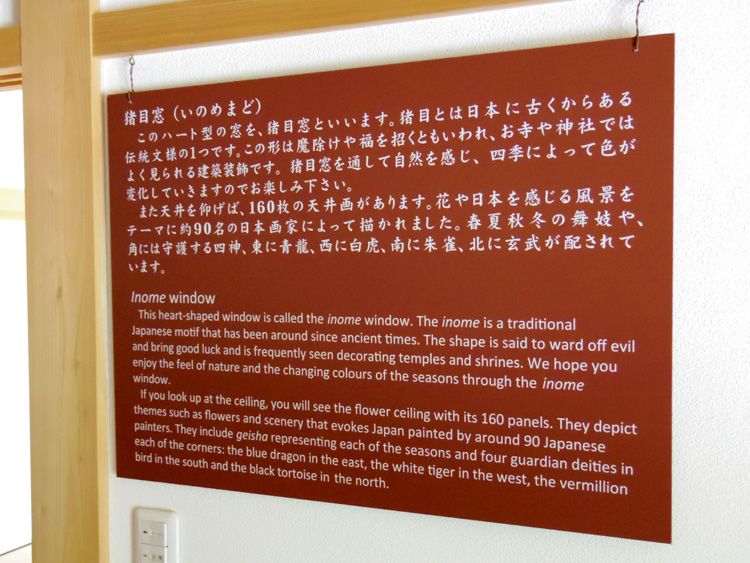 猪目窓（いのめまど）
このハート型の窓を、猪目窓といいます。猪目とは日本に古くからある
伝統文様の1つです。この形は魔除けや福を招くともいわれ、お寺や神社では
よく見られる建築装飾です。猪目窓を通して自然を感じ、四季によって色が
変化していきますのでお楽しみ下さい。
また天井を仰げば、160枚の天井画があります。花や日本を感じる風景を
テーマに約90名の日本画家によって描かれました。春夏秋冬の舞妓や、
角には守護する四神、東に青龍、西に白虎、南に朱雀、北に玄武が配されて
います。
Inome window
This heart-shaped window is called the inome window. The inome is a traditional
Japanese motif that has been around since ancient times. The shape is said to ward off evil
and bring good luck and is frequently seen decorating temples and shrines. We hope you
enjoy the feel of nature and the changing colours of the seasons through the inome
window.
If you look up at the ceiling, you will see the flower ceiling with its 160 panels. They depict
themes such as flowers and scenery that evokes Japan painted by around 90 Japanese
painters. They include geisha representing each of the seasons and four guardian deities in
each of the corners: the blue dragon in the east, the white tiger in the west, the vermillion
bird in the south and the black tortoise in the north.